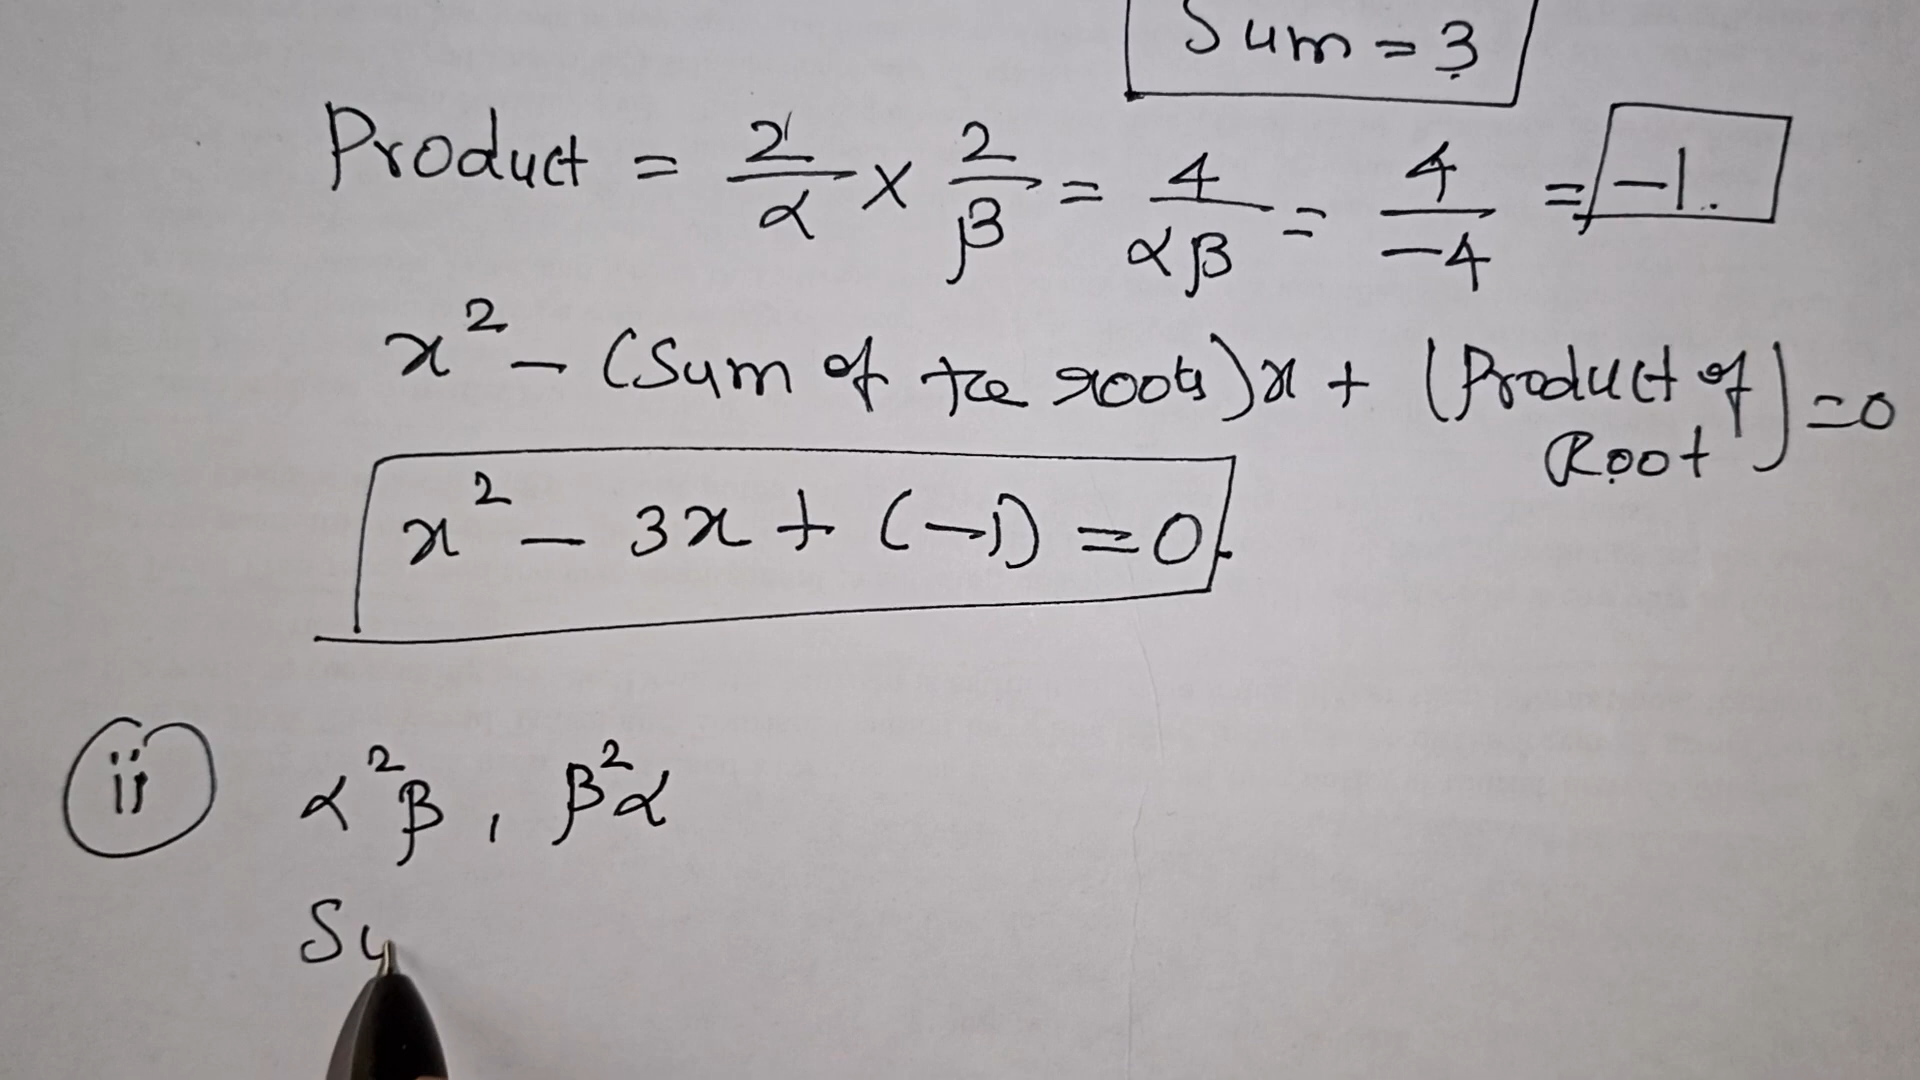 Sum = 3
Product = 2/α × 2/β = 4/αβ = 4/-4 = -1.
x² - (Sum of the roots)x + (Product of Root) = 0
x² - 3x + (-1) = 0.
ii α²β, β²α
Su